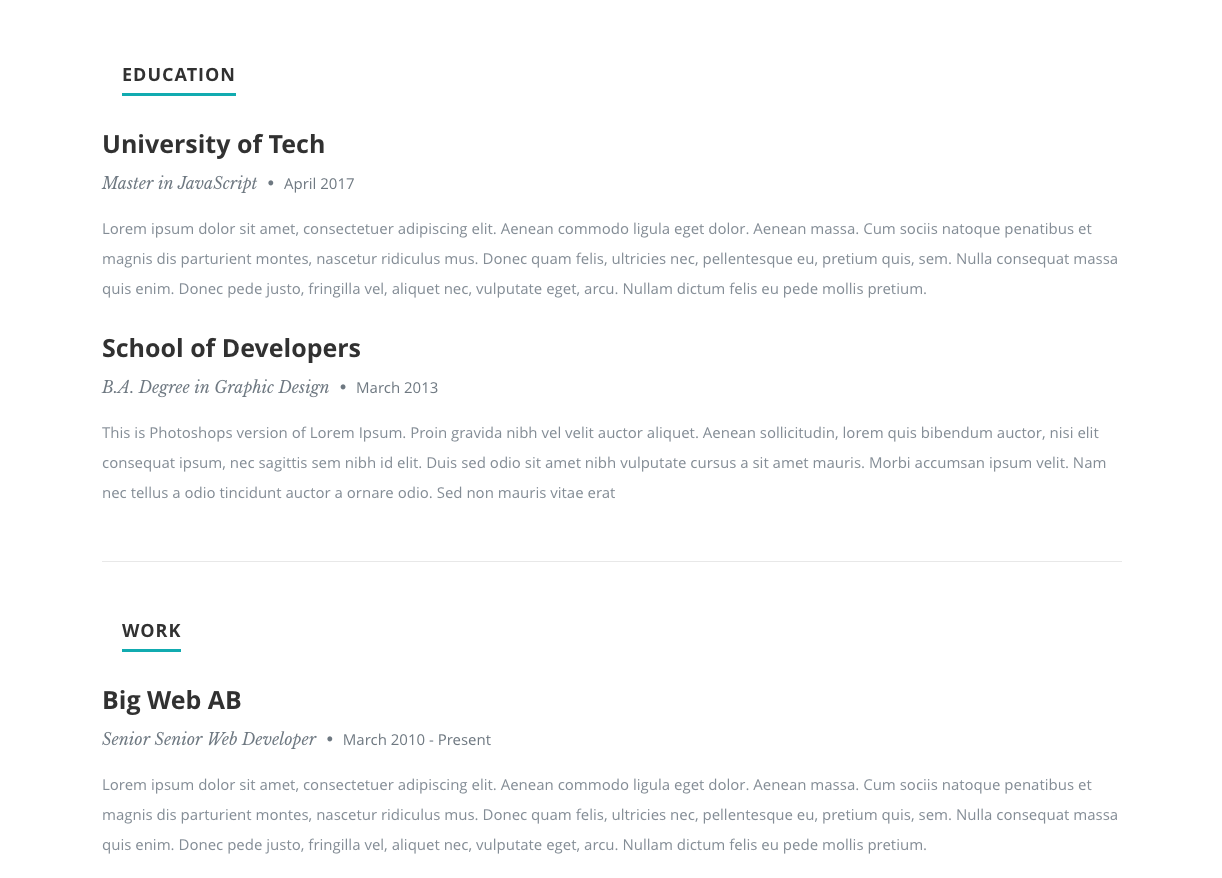 EDUCATION
University of Tech
Master in JavaScript • April 2017
Lorem ipsum dolor sit amet, consectetuer adipiscing elit. Aenean commodo ligula eget dolor. Aenean massa. Cum sociis natoque penatibus et
magnis dis parturient montes, nascetur ridiculus mus. Donec quam felis, ultricies nec, pellentesque eu, pretium quis, sem. Nulla consequat massa
quis enim. Donec pede justo, fringilla vel, aliquet nec, vulputate eget, arcu. Nullam dictum felis eu pede mollis pretium.
School of Developers
B.A. Degree in Graphic Design • March 2013
This is Photoshops version of Lorem Ipsum. Proin gravida nibh vel velit auctor aliquet. Aenean sollicitudin, lorem quis bibendum auctor, nisi elit
consequat ipsum, nec sagittis sem nibh id elit. Duis sed odio sit amet nibh vulputate cursus a sit amet mauris. Morbi accumsan ipsum velit. Nam
nec tellus a odio tincidunt auctor a ornare odio. Sed non mauris vitae erat
WORK
Big Web AB
Senior Senior Web Developer • March 2010 - Present
Lorem ipsum dolor sit amet, consectetuer adipiscing elit. Aenean commodo ligula eget dolor. Aenean massa. Cum sociis natoque penatibus et
magnis dis parturient montes, nascetur ridiculus mus. Donec quam felis, ultricies nec, pellentesque eu, pretium quis, sem. Nulla consequat massa
quis enim. Donec pede justo, fringilla vel, aliquet nec, vulputate eget, arcu. Nullam dictum felis eu pede mollis pretium.